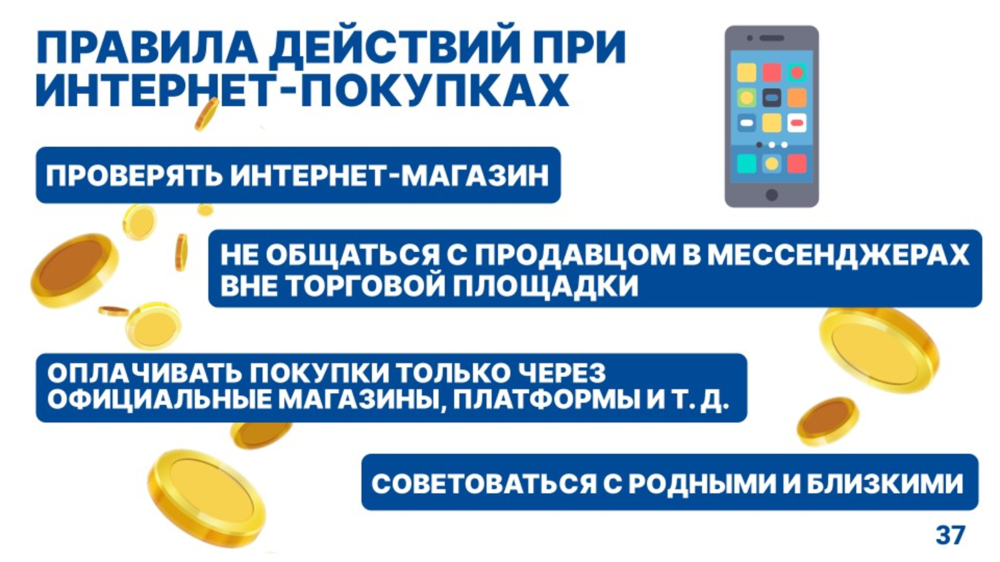 ПРАВИЛА ДЕЙСТВИЙ ПРИ
ИНТЕРНЕТ-ПОКУПКАХ
ПРОВЕРЯТЬ ИНТЕРНЕТ-МАГАЗИН
НЕ ОБЩАТЬСЯ С ПРОДАВЦОМ В МЕССЕНДЖЕРАХ
ВНЕ ТОРГОВОЙ ПЛОЩАДКИ
ОПЛАЧИВАТЬ ПОКУПКИ ТОЛЬКО ЧЕРЕЗ
ОФИЦИАЛЬНЫЕ МАГАЗИНЫ, ПЛАТФОРМЫ И Т. Д.
СОВЕТОВАТЬСЯ С РОДНЫМИ И БЛИЗКИМИ
37